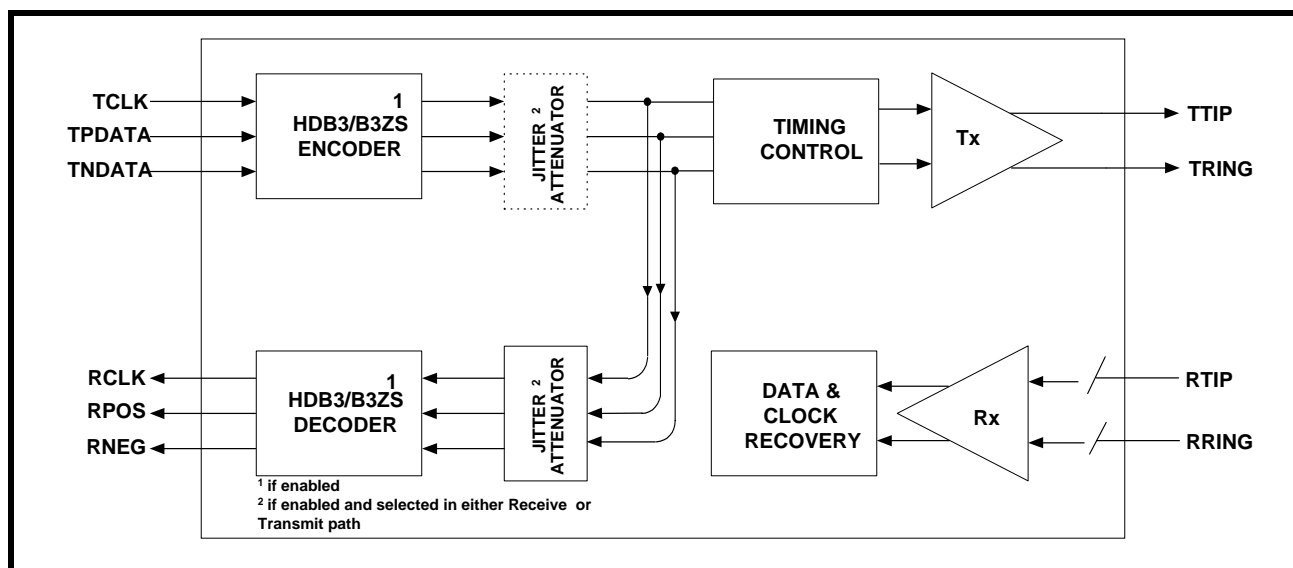 TCLK
TPDATA
TNDATA
1
HDB3/B3ZS
ENCODER
JITTER 2
ATTENUATOR
TIMING
CONTROL
Tx
TTIP
TRING
RCLK
RPOS
RNEG
1
HDB3/B3ZS
DECODER
JITTER 2
ATTENUATOR
DATA &
CLOCK
RECOVERY
Rx
RTIP
RRING
1 if enabled
2 if enabled and selected in either Receive or
Transmit path